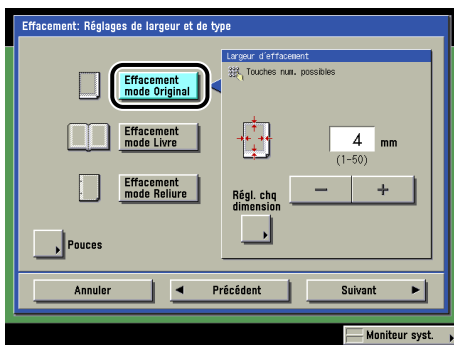 Effacement: Réglages de largeur et de type
Effacement
mode Original
Effacement
mode Livre
Effacement
mode Reliure
Pouces
Largeur d'effacement
Touches num. possibles
4 mm
(1-50)
Régl. chq
dimension
− +
Annuler
◄ Précédent
Suivant ►
Moniteur syst.